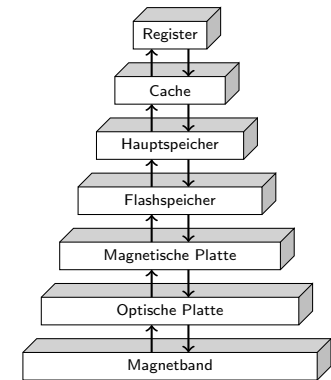 Register
Cache
Hauptspeicher
Flashspeicher
Magnetische Platte
Optische Platte
Magnetband